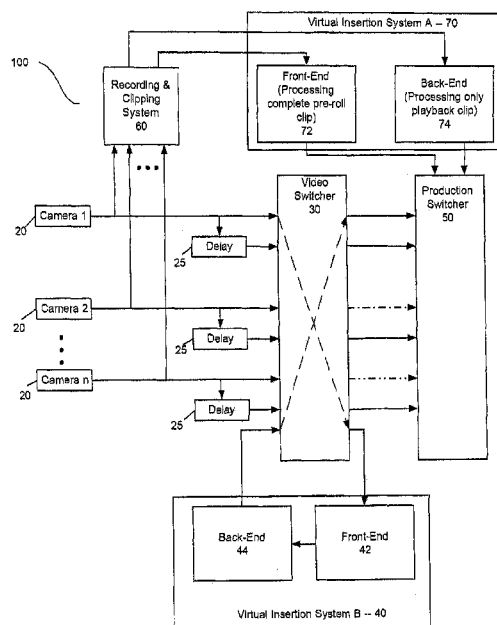 Virtual Insertion System A -- 70
100
Recording &
Clipping
System
60
Front-End
(Processing
complete pre-roll
clip)
72
Back-End
(Processing only
playback clip)
74
Video
Switcher
30
Production
Switcher
50
20
Camera 1
25
Delay
20
Camera 2
25
Delay
20
Camera n
25
Delay
Back-End
44
Front-End
42
Virtual Insertion System B -- 40